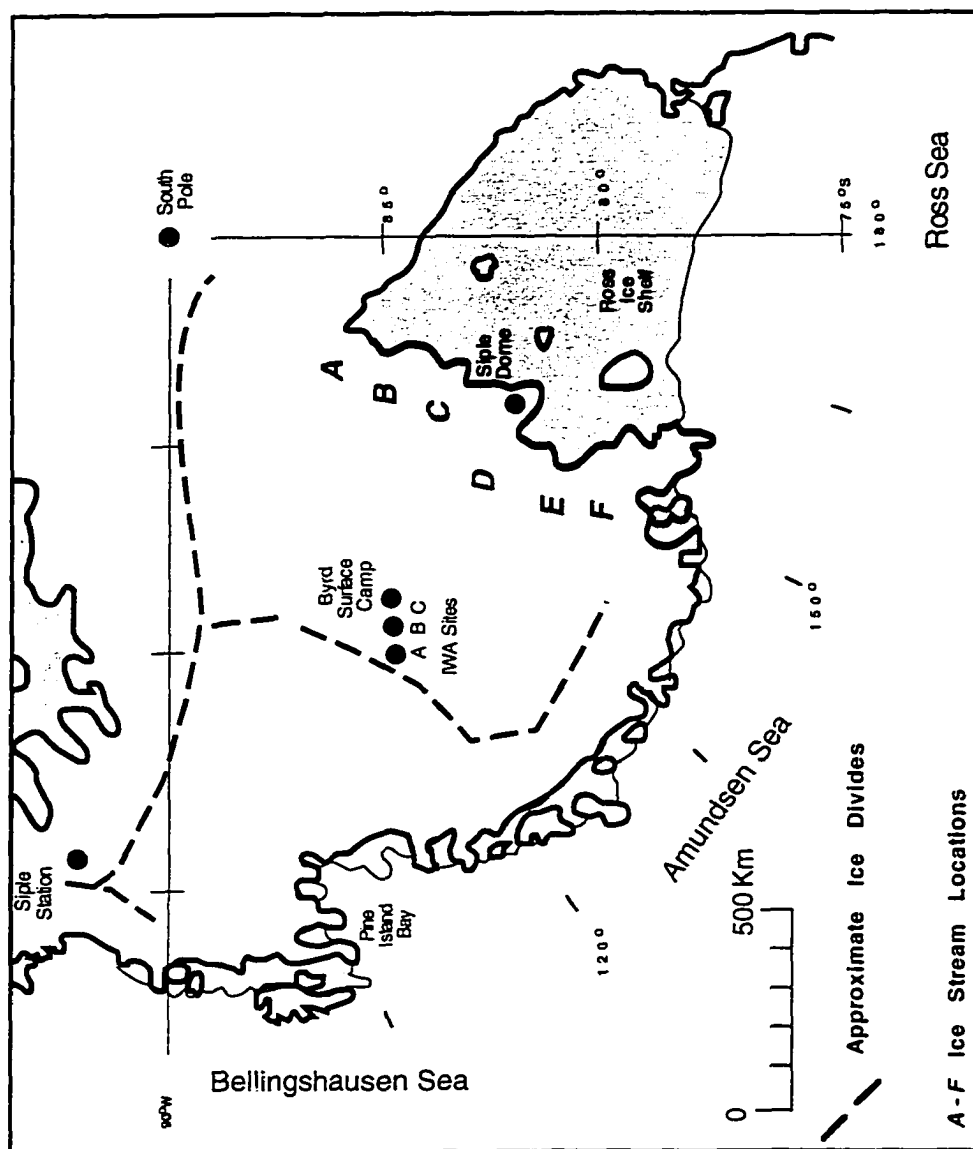 South
Pole
Siple
Station
90°W
85°
80°
75°S
180°
150°
120°
A
B
C
D
E
F
Siple
Dome
Ross
Ice
Shelf
Byrd
Surface
Camp
A B C
IWA Sites
Pine
Island
Bay
Ross Sea
Amundsen Sea
Bellingshausen Sea
0
500 Km
Approximate Ice Divides
A-F Ice Stream Locations